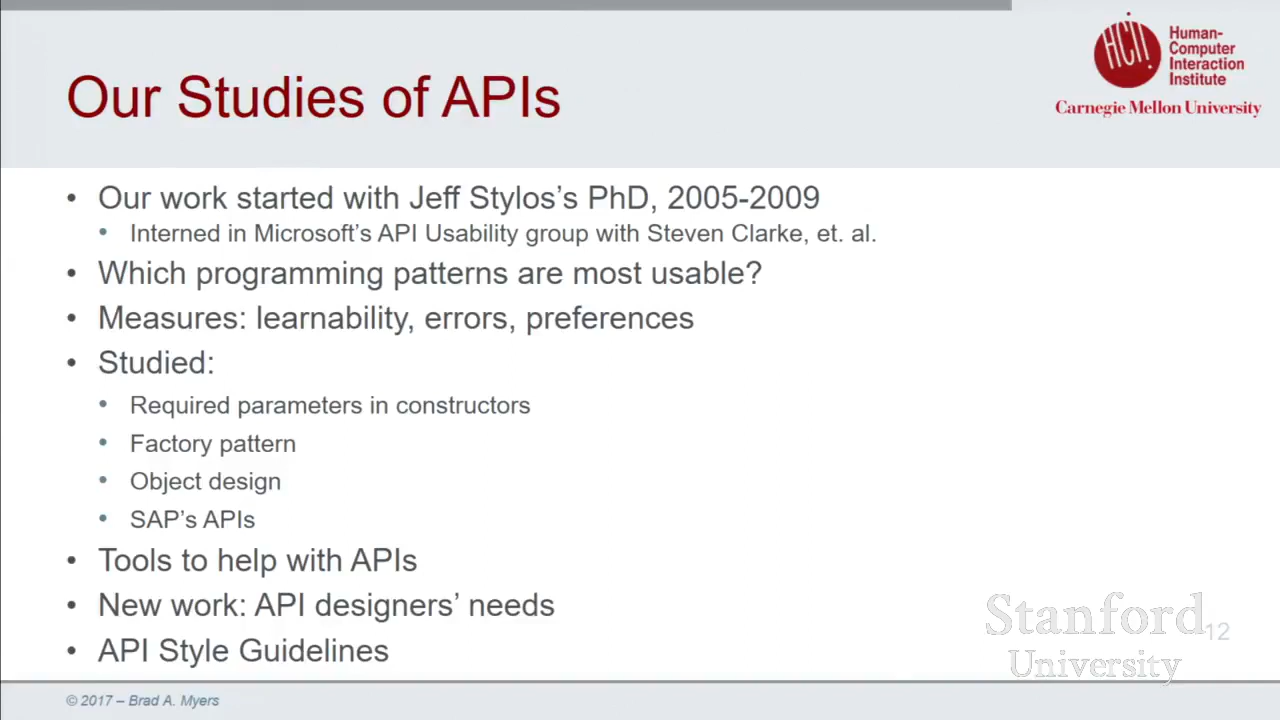 HCII
Human-
Computer
Interaction
Institute
Carnegie Mellon University
Our Studies of APIs
• Our work started with Jeff Stylos's PhD, 2005-2009
• Interned in Microsoft's API Usability group with Steven Clarke, et. al.
• Which programming patterns are most usable?
• Measures: learnability, errors, preferences
• Studied:
• Required parameters in constructors
• Factory pattern
• Object design
• SAP's APIs
• Tools to help with APIs
• New work: API designers' needs
• API Style Guidelines
Stanford
University
12
© 2017 – Brad A. Myers